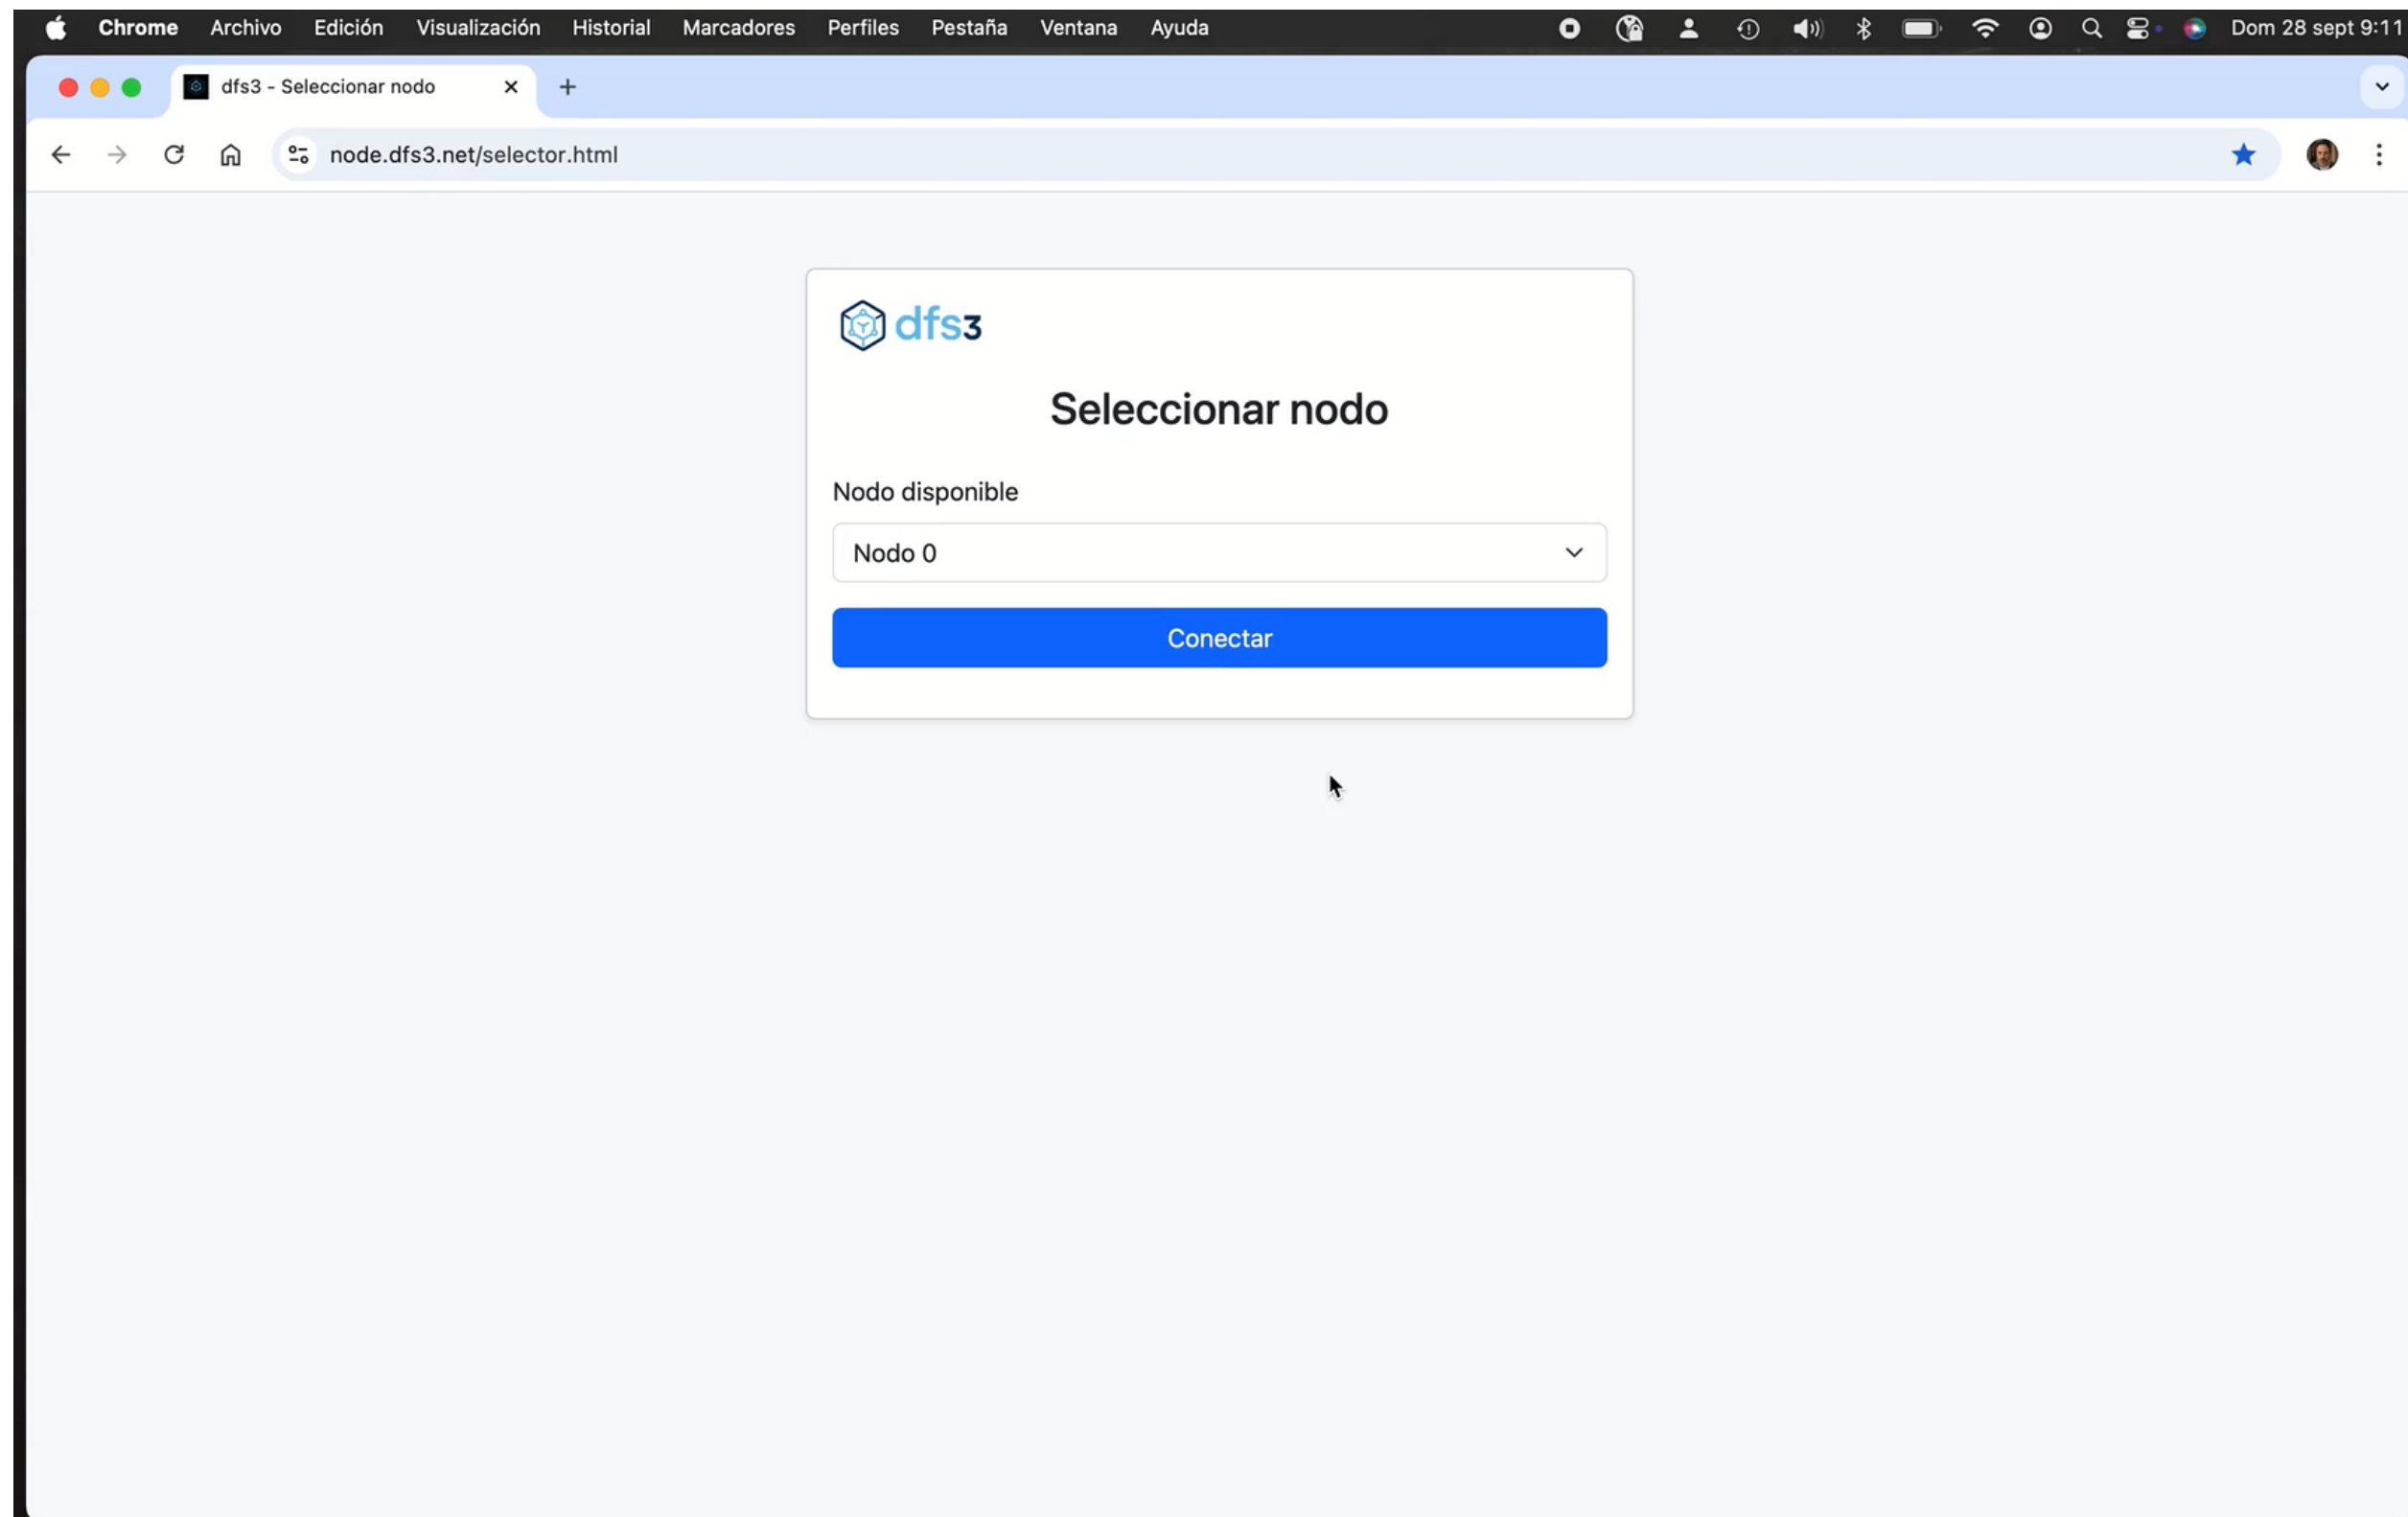 Chrome Archivo Edición Visualización Historial Marcadores Perfiles Pestaña Ventana Ayuda Dom 28 sept 9:11
dfs3 - Seleccionar nodo
node.dfs3.net/selector.html
dfs3
Seleccionar nodo
Nodo disponible
Nodo 0
Conectar